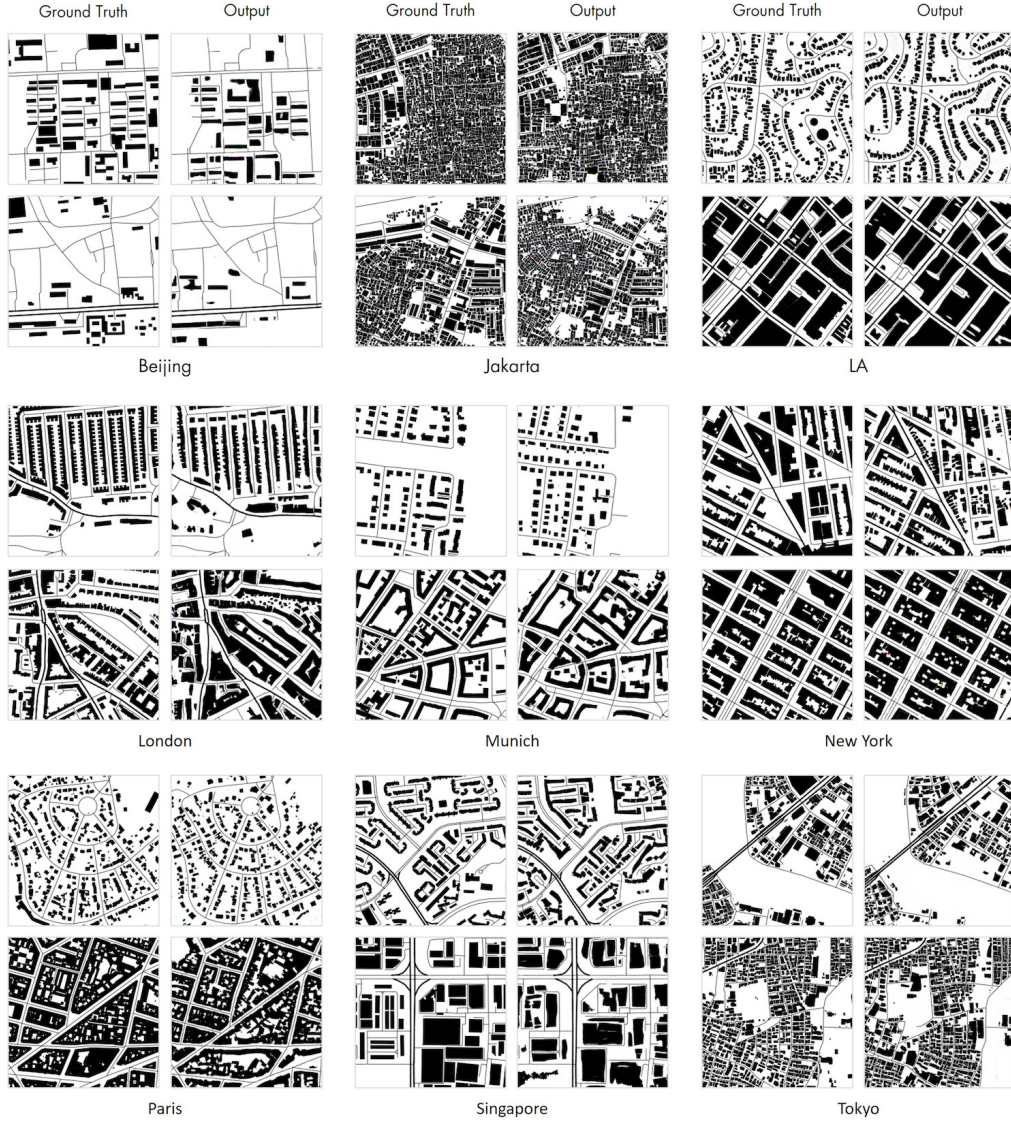 Ground Truth Output Ground Truth Output Ground Truth Output
Beijing Jakarta LA
London Munich New York
Paris Singapore Tokyo